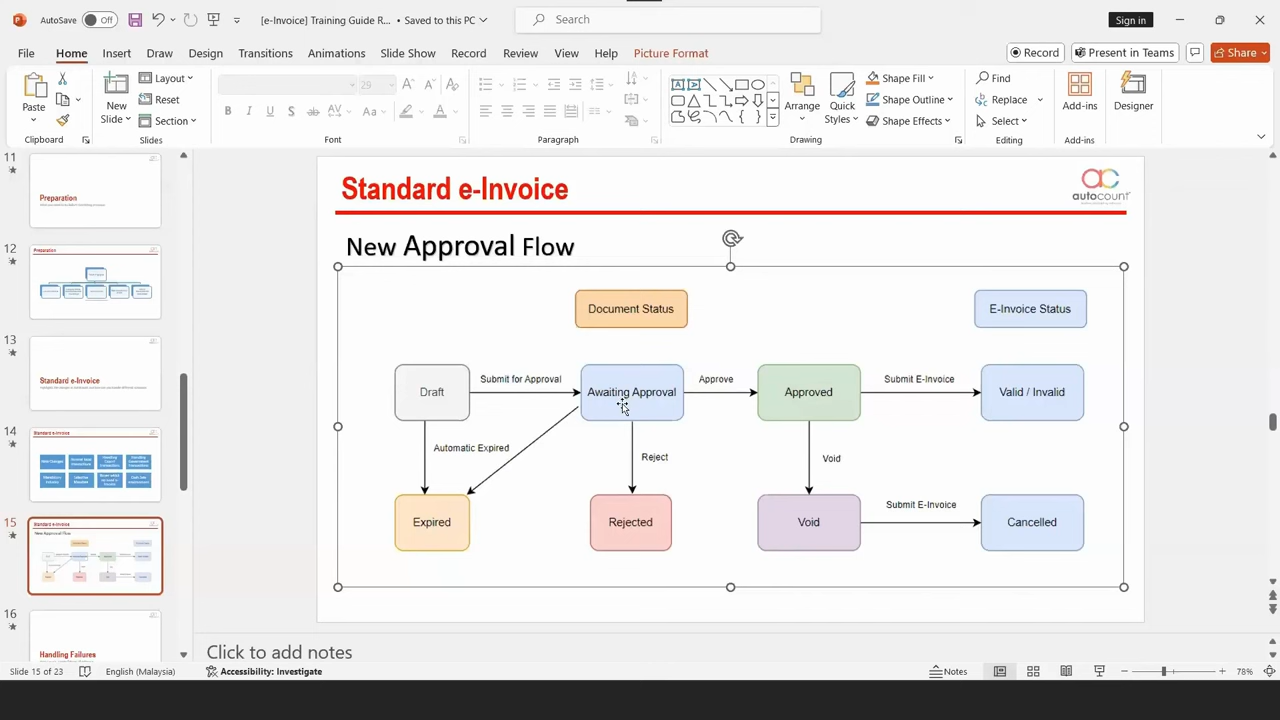 AutoSave Off [e-Invoice] Training Guide R... • Saved to this PC Search Sign in
File Home Insert Draw Design Transitions Animations Slide Show Record Review View Help Picture Format Record Present in Teams Share
Paste New Slide Layout Reset Section 29 Shape Fill Shape Outline Shape Effects Arrange Quick Styles Find Replace Select Add-ins Designer
Clipboard Slides Font Paragraph Drawing Editing Add-ins
11
Preparation
12
Preparation
13
Standard e-Invoice
14
Standard e-Invoice
15
Standard e-Invoice
New Approval Flow
16
Handling Failures
Standard e-Invoice
autocount
New Approval Flow
Document Status E-Invoice Status
Draft Submit for Approval Awaiting Approval Approve Approved Submit E-Invoice Valid / Invalid
Automatic Expired Reject Void
Expired Rejected Void Submit E-Invoice Cancelled
Click to add notes
Slide 15 of 23 English (Malaysia) Accessibility: Investigate Notes 78%